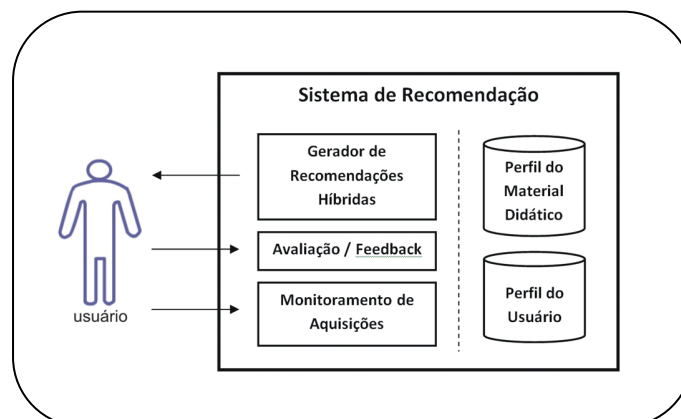 Sistema de Recomendação
Gerador de
Recomendações
Híbridas
Avaliação / Feedback
Monitoramento de
Aquisições
Perfil do
Material
Didático
Perfil do
Usuário
usuário